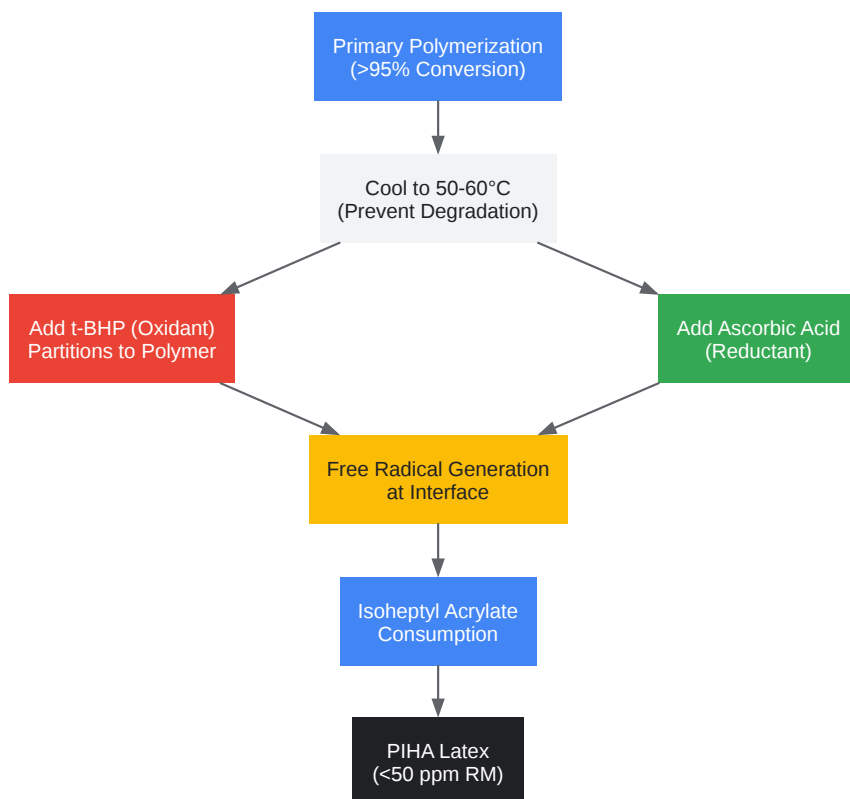 Primary Polymerization
(>95% Conversion)
Cool to 50-60°C
(Prevent Degradation)
Add t-BHP (Oxidant)
Partitions to Polymer
Add Ascorbic Acid
(Reductant)
Free Radical Generation
at Interface
Isoheptyl Acrylate
Consumption
PIHA Latex
(<50 ppm RM)